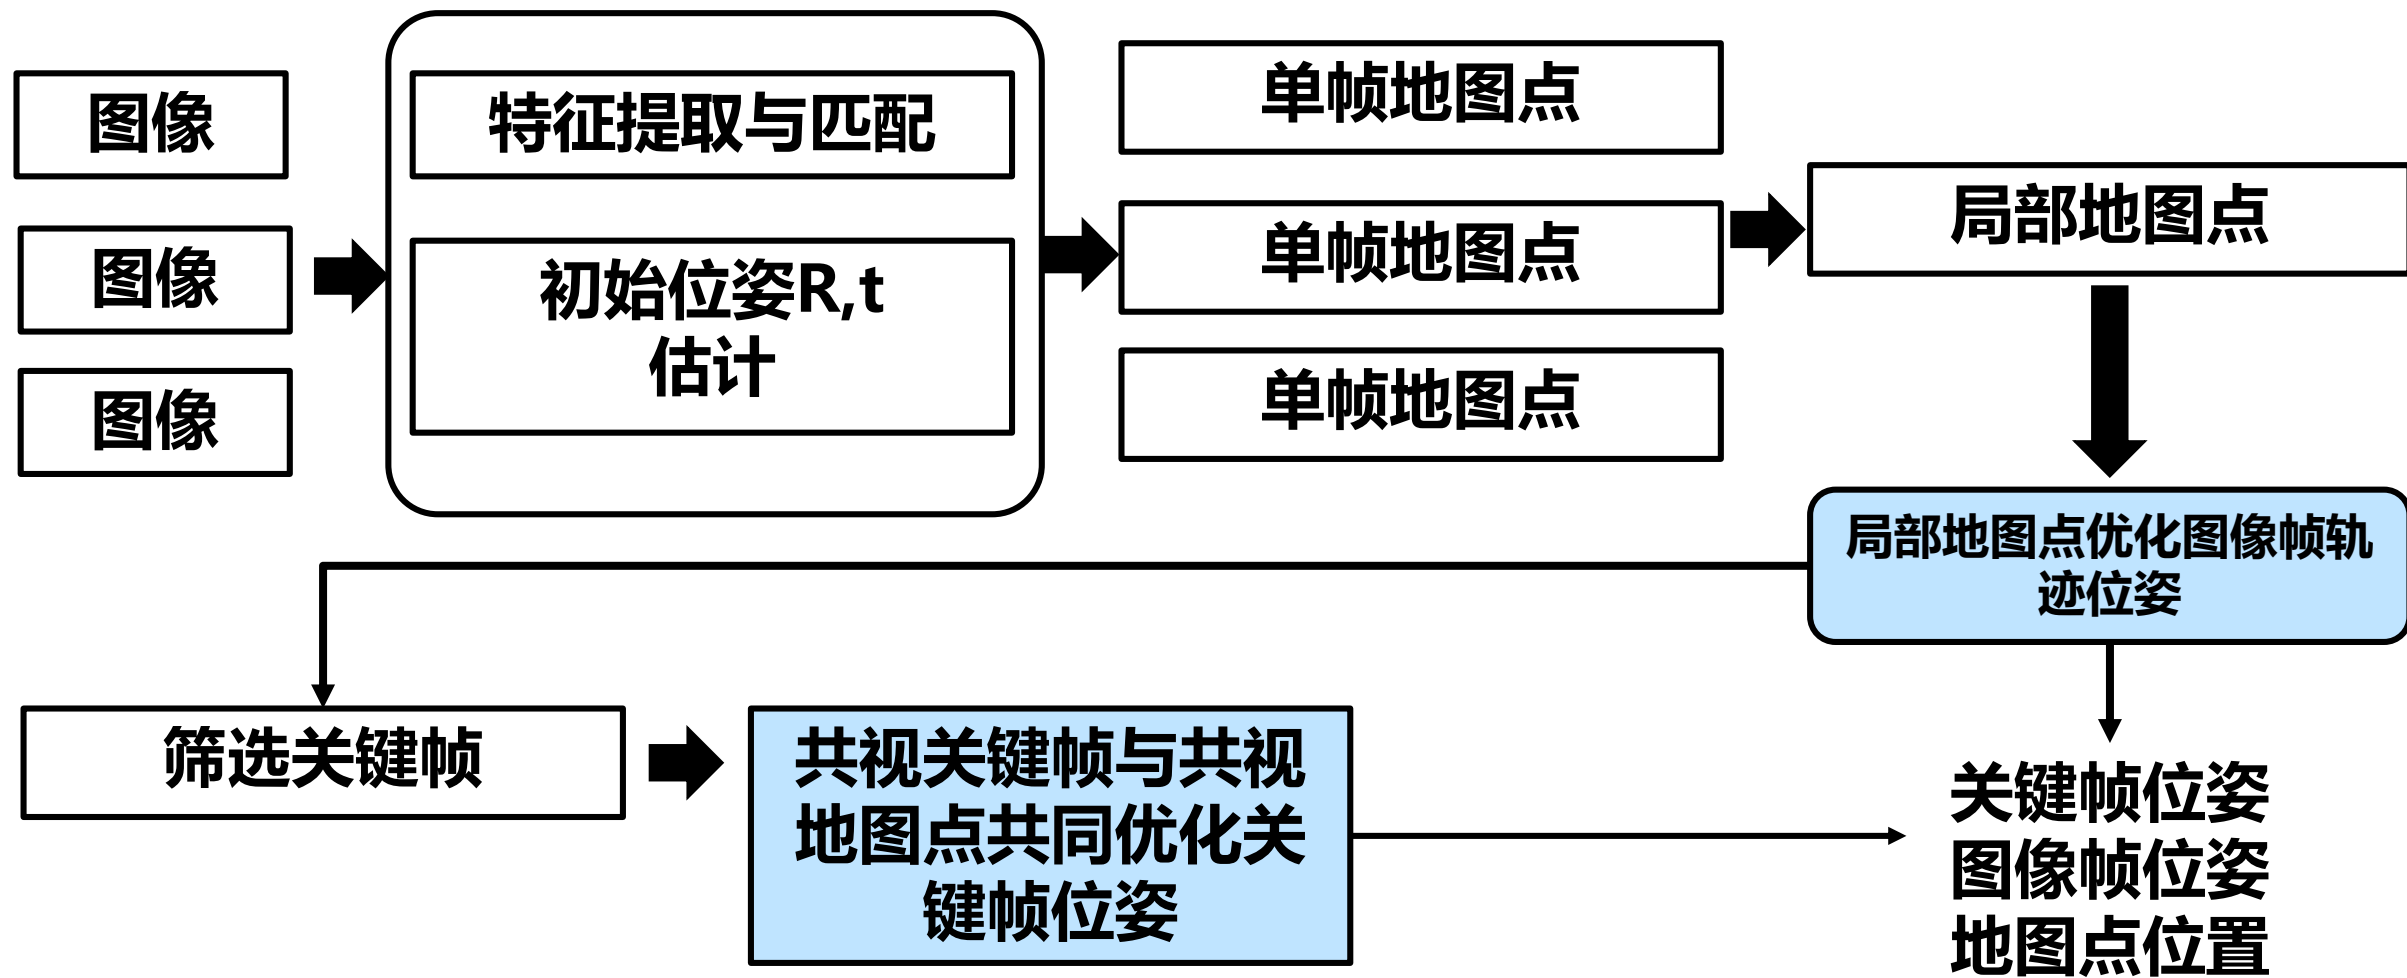 图像
图像
图像
特征提取与匹配
初始位姿R,t
估计
单帧地图点
单帧地图点
单帧地图点
局部地图点
局部地图点优化图像帧轨
迹位姿
筛选关键帧
共视关键帧与共视
地图点共同优化关
键帧位姿
关键帧位姿
图像帧位姿
地图点位置